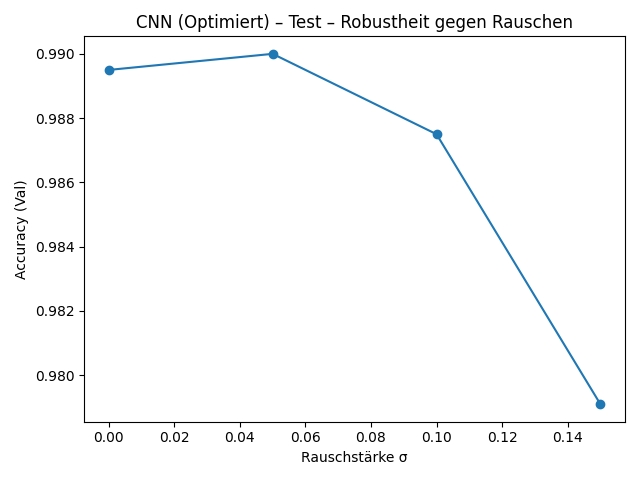 CNN (Optimiert) – Test – Robustheit gegen Rauschen
0.990
0.988
0.986
0.984
0.982
0.980
Accuracy (Val)
0.00 0.02 0.04 0.06 0.08 0.10 0.12 0.14
Rauschstärke σ